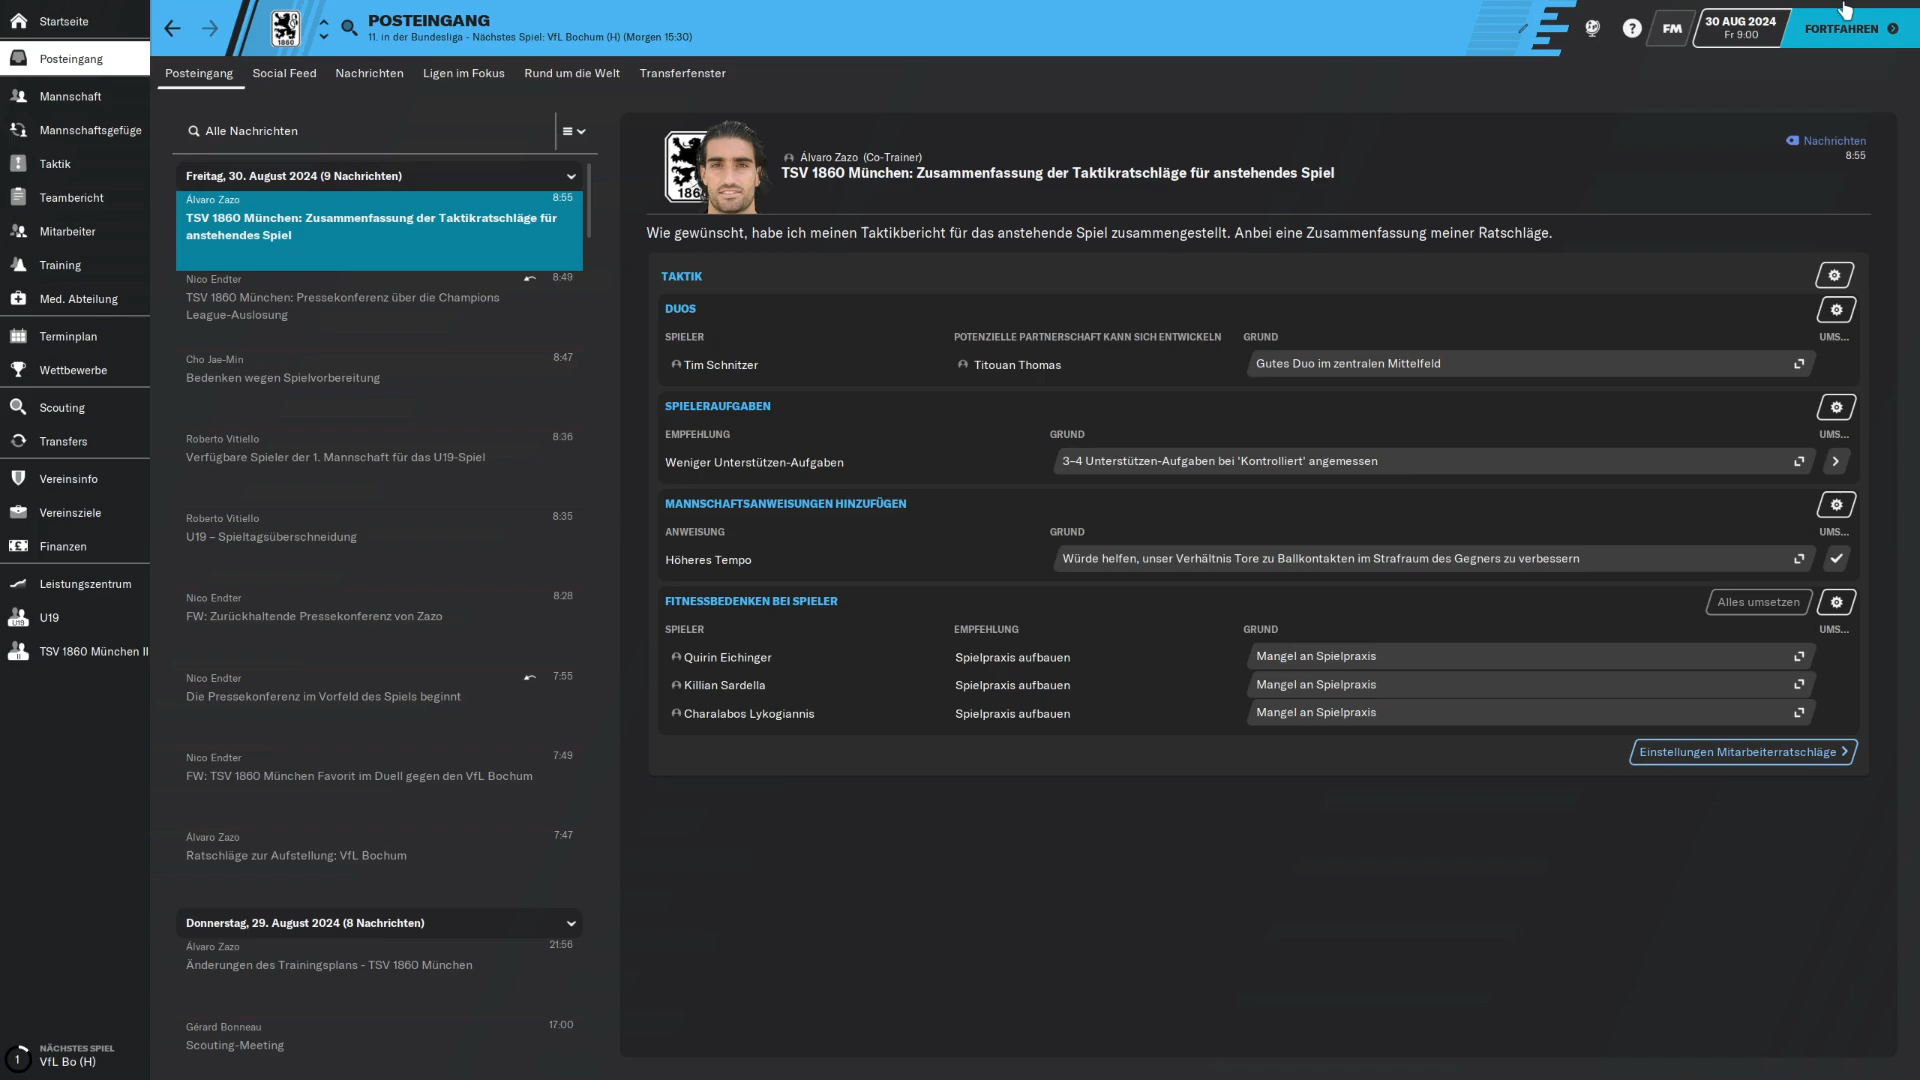 Startseite
Posteingang
Mannschaft
Mannschaftsgefüge
Taktik
Teambericht
Mitarbeiter
Training
Med. Abteilung
Terminplan
Wettbewerbe
Scouting
Transfers
Vereinsinfo
Vereinsziele
Finanzen
Leistungszentrum
U19
TSV 1860 München II
1
NÄCHSTES SPIEL
VfL Bo (H)
POSTEINGANG
11. in der Bundesliga - Nächstes Spiel: VfL Bochum (H) (Morgen 15:30)
? FM
30 AUG 2024
Fr 9:00
FORTFAHREN
Posteingang Social Feed Nachrichten Ligen im Fokus Rund um die Welt Transferfenster
Alle Nachrichten
Freitag, 30. August 2024 (9 Nachrichten)
Álvaro Zazo 8:55
TSV 1860 München: Zusammenfassung der Taktikratschläge für
anstehendes Spiel
Nico Endter 8:49
TSV 1860 München: Pressekonferenz über die Champions
League-Auslosung
Cho Jae-Min 8:47
Bedenken wegen Spielvorbereitung
Roberto Vitiello 8:36
Verfügbare Spieler der 1. Mannschaft für das U19-Spiel
Roberto Vitiello 8:35
U19 – Spieltagsüberschneidung
Nico Endter 8:28
FW: Zurückhaltende Pressekonferenz von Zazo
Nico Endter 7:55
Die Pressekonferenz im Vorfeld des Spiels beginnt
Nico Endter 7:49
FW: TSV 1860 München Favorit im Duell gegen den VfL Bochum
Álvaro Zazo 7:47
Ratschläge zur Aufstellung: VfL Bochum
Donnerstag, 29. August 2024 (8 Nachrichten)
Álvaro Zazo 21:56
Änderungen des Trainingsplans - TSV 1860 München
Gérard Bonneau 17:00
Scouting-Meeting
Álvaro Zazo (Co-Trainer)
TSV 1860 München: Zusammenfassung der Taktikratschläge für anstehendes Spiel
Nachrichten
8:55
Wie gewünscht, habe ich meinen Taktikbericht für das anstehende Spiel zusammengestellt. Anbei eine Zusammenfassung meiner Ratschläge.
TAKTIK
DUOS
SPIELER POTENZIELLE PARTNERSCHAFT KANN SICH ENTWICKELN GRUND UMS...
Tim Schnitzer Titouan Thomas Gutes Duo im zentralen Mittelfeld
SPIELERAUFGABEN
EMPFEHLUNG GRUND UMS...
Weniger Unterstützen-Aufgaben 3-4 Unterstützen-Aufgaben bei 'Kontrolliert' angemessen
MANNSCHAFTSANWEISUNGEN HINZUFÜGEN
ANWEISUNG GRUND UMS...
Höheres Tempo Würde helfen, unser Verhältnis Tore zu Ballkontakten im Strafraum des Gegners zu verbessern
FITNESSBEDENKEN BEI SPIELER Alles umsetzen
SPIELER EMPFEHLUNG GRUND UMS...
Quirin Eichinger Spielpraxis aufbauen Mangel an Spielpraxis
Killian Sardella Spielpraxis aufbauen Mangel an Spielpraxis
Charalabos Lykogiannis Spielpraxis aufbauen Mangel an Spielpraxis
Einstellungen Mitarbeiterratschläge